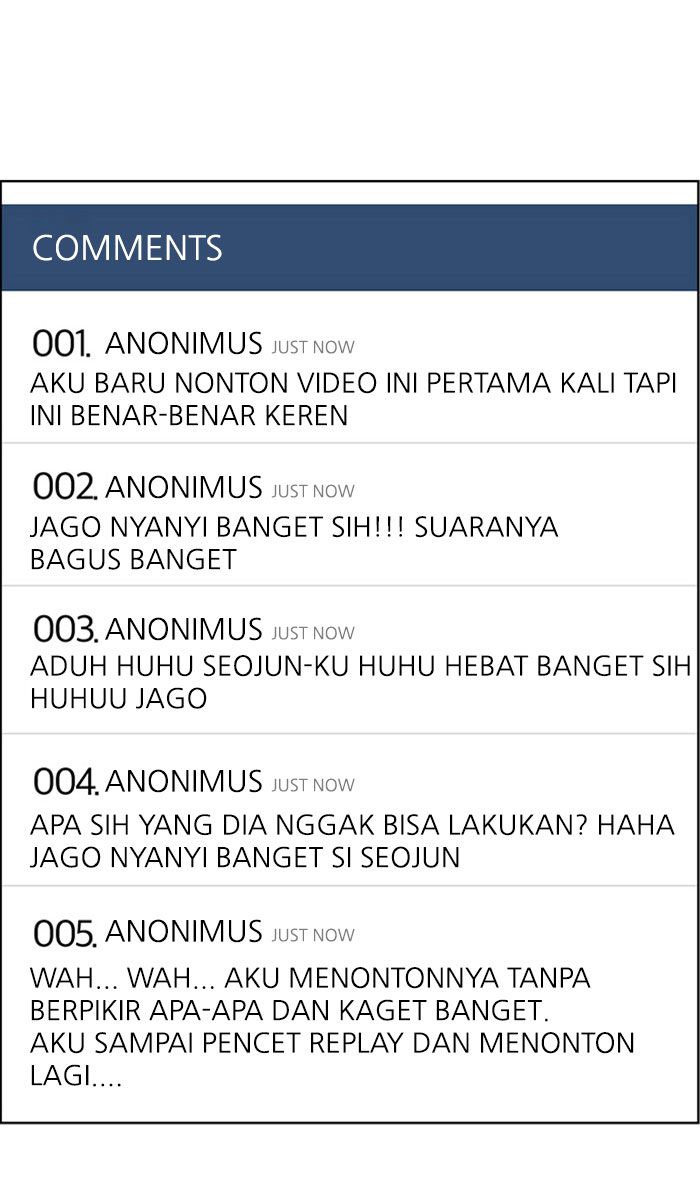 COMMENTS
001. ANONIMUS JUST NOW
AKU BARU NONTON VIDEO INI PERTAMA KALI TAPI
INI BENAR-BENAR KEREN
002. ANONIMUS JUST NOW
JAGO NYANYI BANGET SIH!!! SUARANYA
BAGUS BANGET
003. ANONIMUS JUST NOW
ADUH HUHU SEOJUN-KU HUHU HEBAT BANGET SIH
HUHUU JAGO
004. ANONIMUS JUST NOW
APA SIH YANG DIA NGGAK BISA LAKUKAN? HAHA
JAGO NYANYI BANGET SI SEOJUN
005. ANONIMUS JUST NOW
WAH... WAH... AKU MENONTONNYA TANPA
BERPIKIR APA-APA DAN KAGET BANGET.
AKU SAMPAI PENCET REPLAY DAN MENONTON
LAGI....